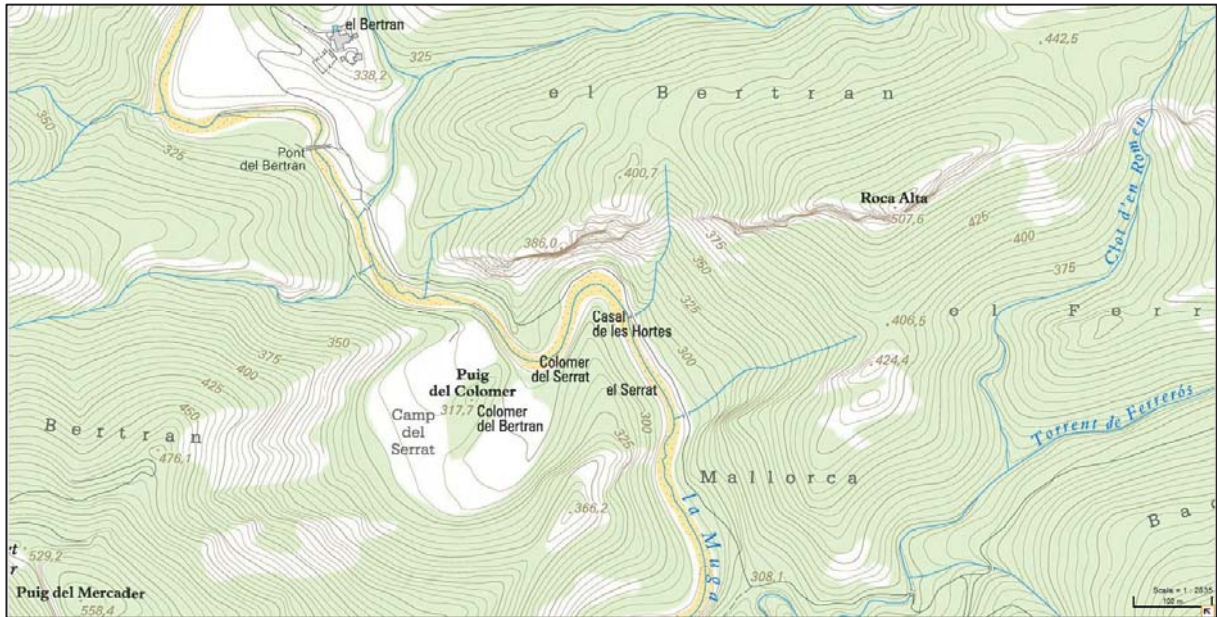 el Bertran
325
338,2
442,5
el Bertran
350
325
Pont
del Bertran
400,7
Clot d'en Romeu
Roca Alta
507,6
425
400
375
386,0
375
350
325
406,5
el Ferr
Casal
de les Hortes
300
424,4
350
375
400
425
450
Colomer
del Serrat
Puig
del Colomer
317,7
el Serrat
300
Colomer
del Bertran
Camp
del
Serrat
325
Bertran
476,1
Torrent de Ferrerós
Mallorca
la Muga
366,2
Bac
308,1
529,2
Puig del Mercader
558,4
100 m